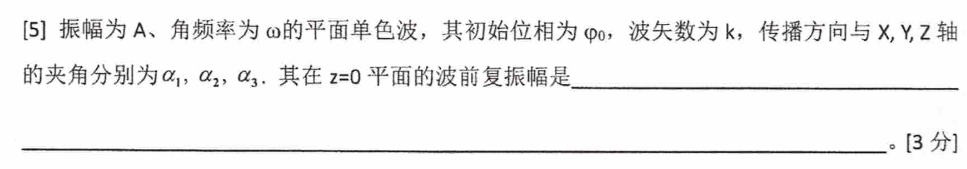 [5] 振幅为 A、角频率为 ω的平面单色波，其初始位相为 φ₀，波矢数为 k，传播方向与 X, Y, Z 轴
的夹角分别为α₁, α₂, α₃. 其在 z=0 平面的波前复振幅是
。[3 分]